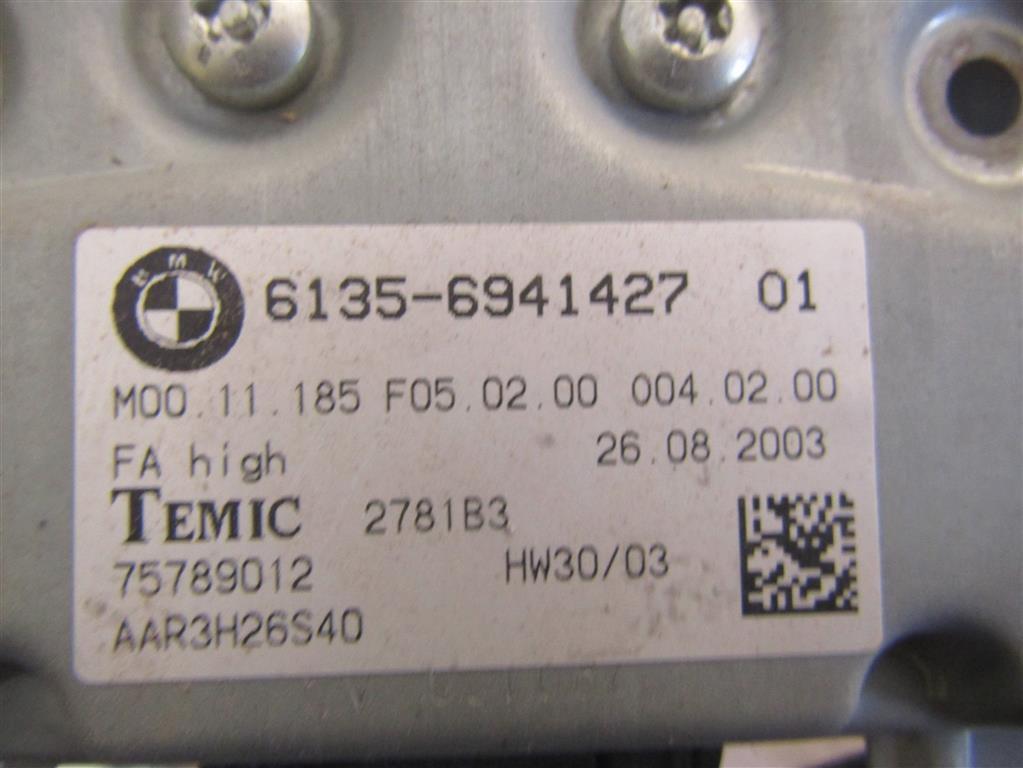 BMW 6135-6941427 01
M00.11.185 F05.02.00 004.02.00
FA high 26.08.2003
TEMIC 2781B3
75789012 HW30/03
AAR3H26S40